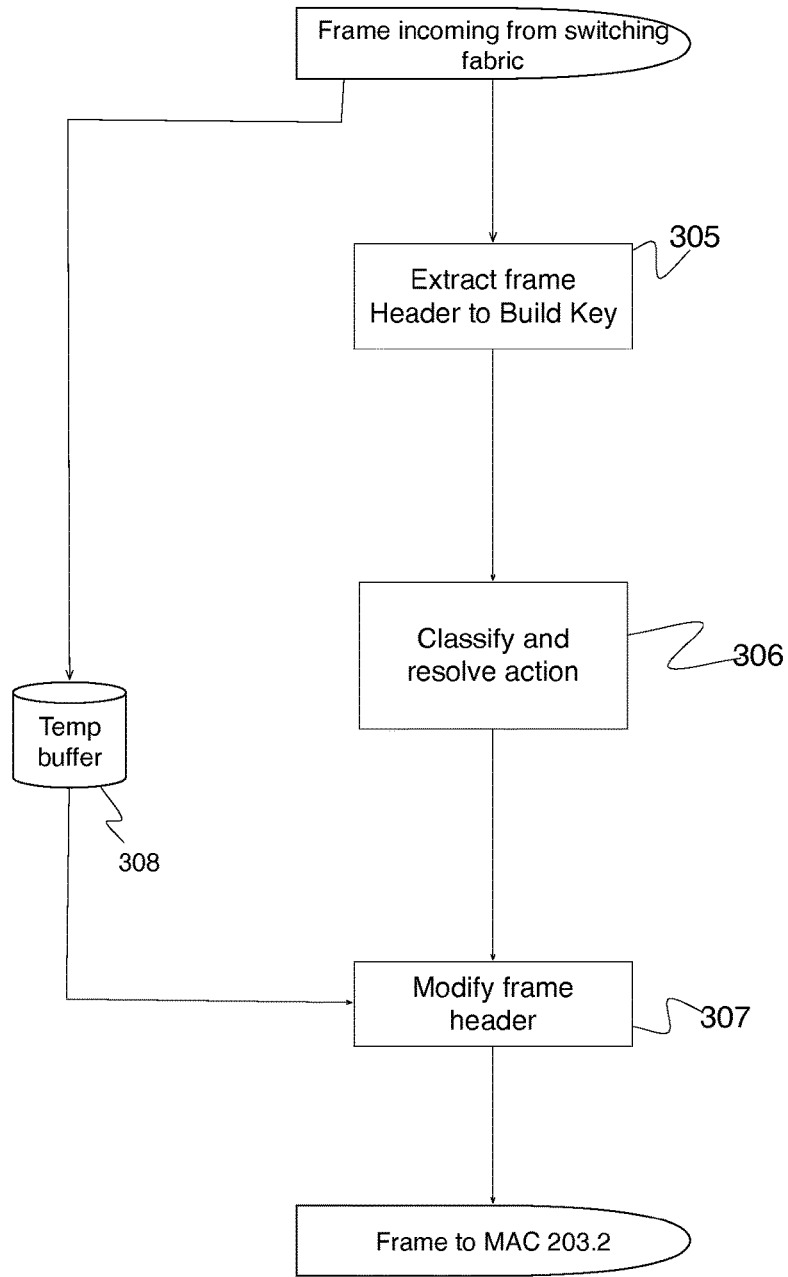 Frame incoming from switching
fabric
305
Extract frame
Header to Build Key
Classify and
resolve action
306
Temp
buffer
308
Modify frame
header
307
Frame to MAC 203.2